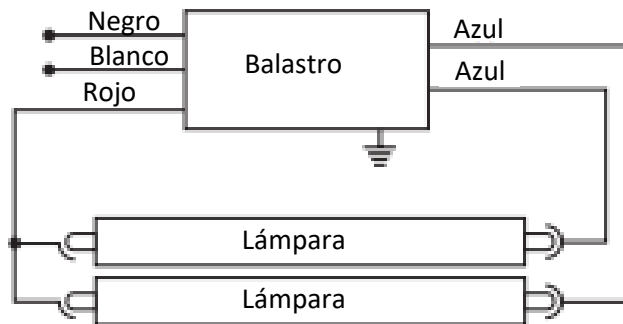 Negro
Blanco
Rojo
Balastro
Azul
Azul
Lámpara
Lámpara